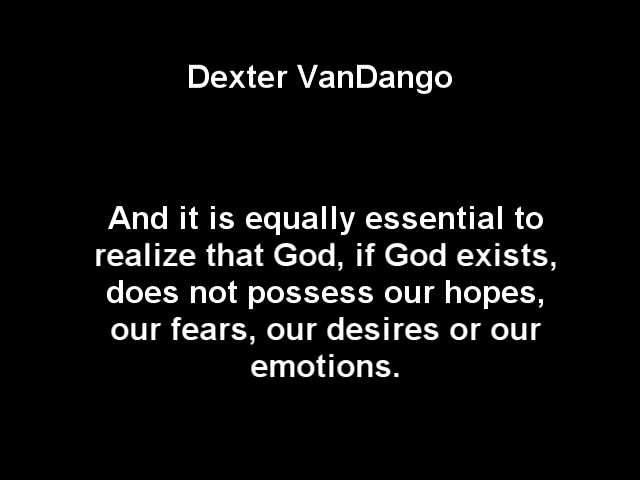 Dexter VanDango
And it is equally essential to
realize that God, if God exists,
does not possess our hopes,
our fears, our desires or our
emotions.